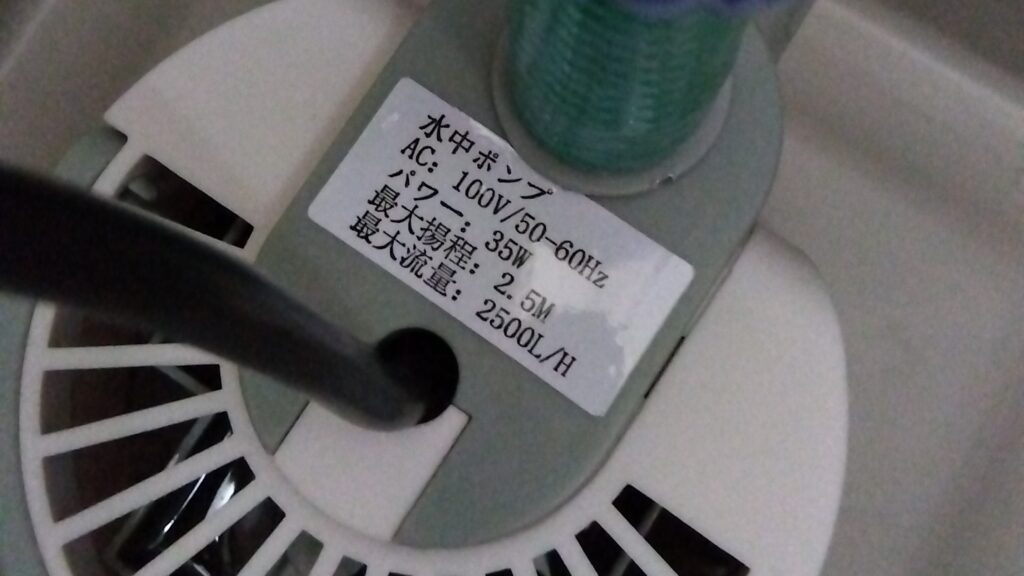 水中ポンプ
AC: 100V/50-60Hz
パワー: 35W
最大揚程: 2.5M
最大流量: 2500L/H